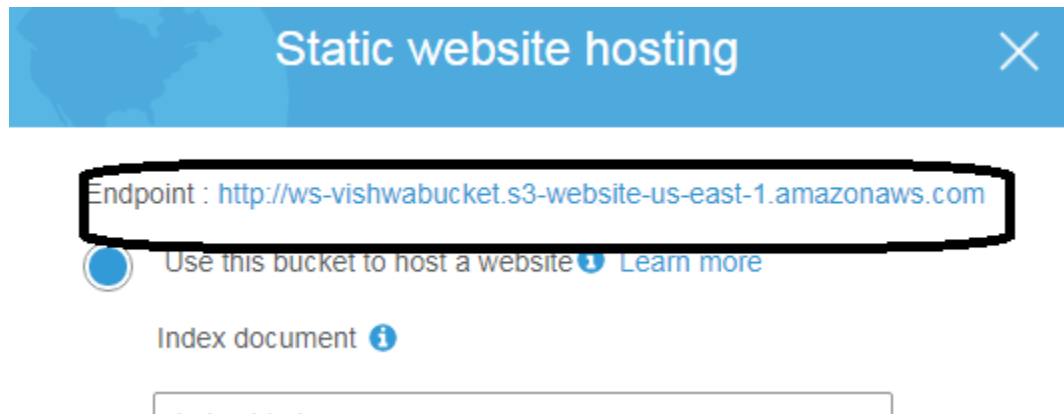 Static website hosting
Endpoint : http://ws-vishwabucket.s3-website-us-east-1.amazonaws.com
Use this bucket to host a website Learn more
Index document